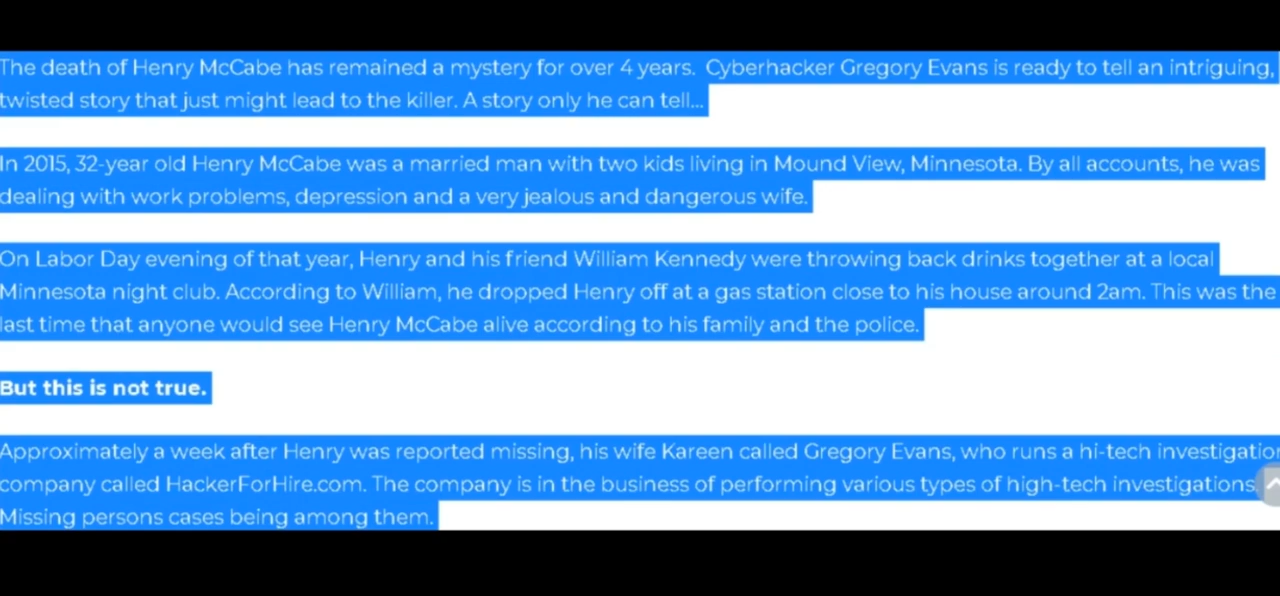 The death of Henry McCabe has remained a mystery for over 4 years. Cyberhacker Gregory Evans is ready to tell an intriguing,
twisted story that just might lead to the killer. A story only he can tell...
In 2015, 32-year old Henry McCabe was a married man with two kids living in Mound View, Minnesota. By all accounts, he was
dealing with work problems, depression and a very jealous and dangerous wife.
On Labor Day evening of that year, Henry and his friend William Kennedy were throwing back drinks together at a local
Minnesota night club. According to William, he dropped Henry off at a gas station close to his house around 2am. This was the
last time that anyone would see Henry McCabe alive according to his family and the police.
But this is not true.
Approximately a week after Henry was reported missing, his wife Kareen called Gregory Evans, who runs a hi-tech investigation
company called HackerForHire.com. The company is in the business of performing various types of high-tech investigations.
Missing persons cases being among them.